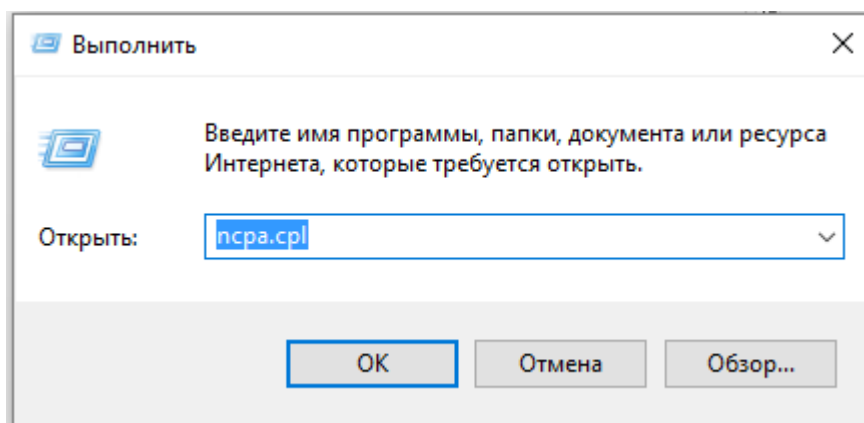 Выполнить
Введите имя программы, папки, документа или ресурса
Интернета, которые требуется открыть.
Открыть: ncpa.cpl
OK Отмена Обзор...